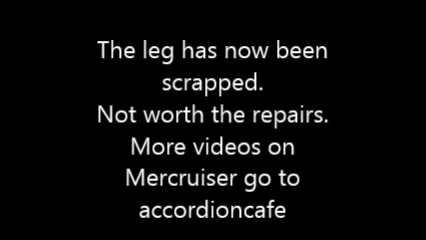 The leg has now been
scrapped.
Not worth the repairs.
More videos on
Mercruiser go to
accordioncafe